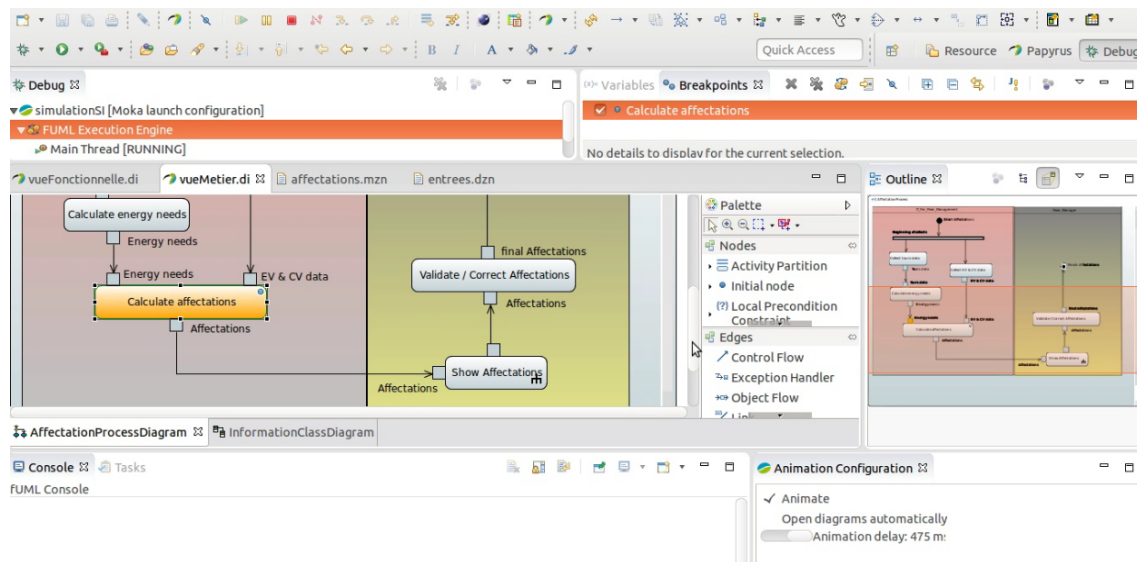 B I A
Quick Access
Resource
Papyrus
Debug
Debug
simulationSI [Moka launch configuration]
FUML Execution Engine
Main Thread [RUNNING]
(x)= Variables
Breakpoints
Calculate affectations
No details to display for the current selection.
vueFonctionnelle.di
vueMetier.di
affectations.mzn
entrees.dzn
Calculate energy needs
Energy needs
Energy needs
EV & CV data
Calculate affectations
Affectations
final Affectations
Validate / Correct Affectations
Affectations
Show Affectations
Affectations
Palette
Nodes
Activity Partition
Initial node
Local Precondition
Constraint
Edges
Control Flow
Exception Handler
Object Flow
Outline
AffectationProcessDiagram
InformationClassDiagram
Console
Tasks
fUML Console
Animation Configuration
Animate
Open diagrams automatically
Animation delay: 475 ms